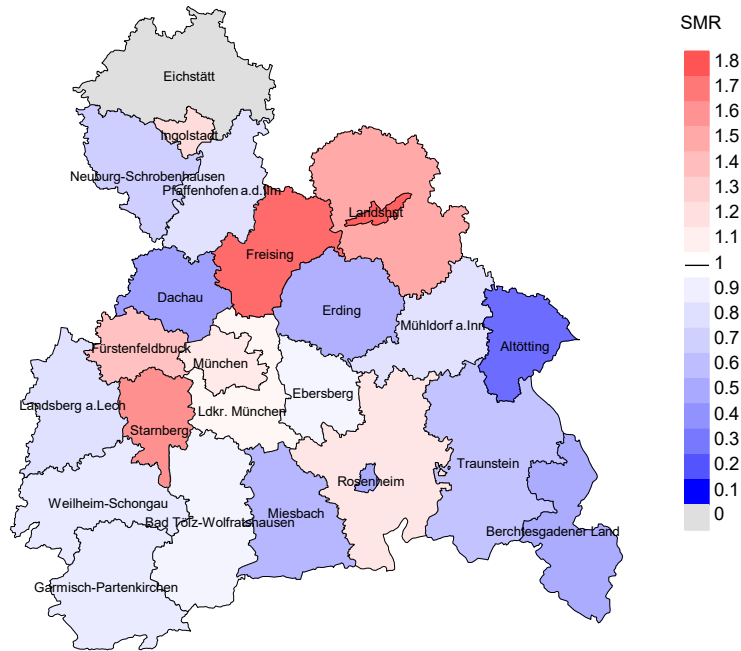 SMR
Eichstätt
Ingolstadt
Neuburg-Schrobenhausen
Pfaffenhofen a.d.Ilm
Landshst
Freising
Dachau
Erding
Mühldorf a.Inn
Altötting
Fürstenfeldbruck
München
Ebersberg
Landsberg a.Lech
Ldkr. München
Starnberg
Traunstein
Rosenheim
Weilheim-Schongau
Miesbach
Bad Tölz-Wolfratshausen
Berchtesgadener Land
Garmisch-Partenkirchen
1.8
1.7
1.6
1.5
1.4
1.3
1.2
1.1
1
0.9
0.8
0.7
0.6
0.5
0.4
0.3
0.2
0.1
0